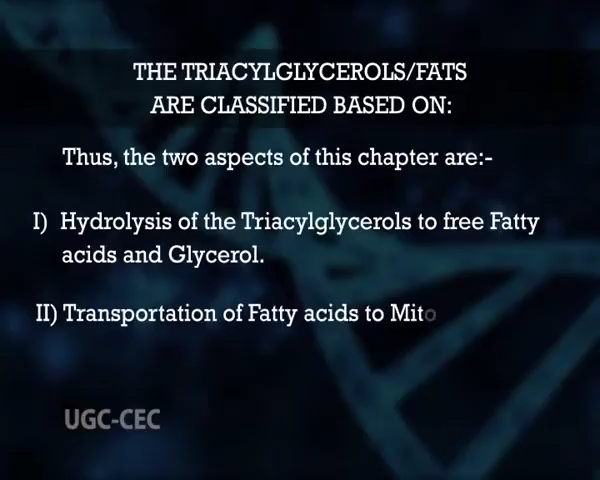 THE TRIACYLGLYCEROLS/FATS
ARE CLASSIFIED BASED ON:
Thus, the two aspects of this chapter are:-
I) Hydrolysis of the Triacylglycerols to free Fatty
acids and Glycerol.
II) Transportation of Fatty acids to Mito
UGC-CEC